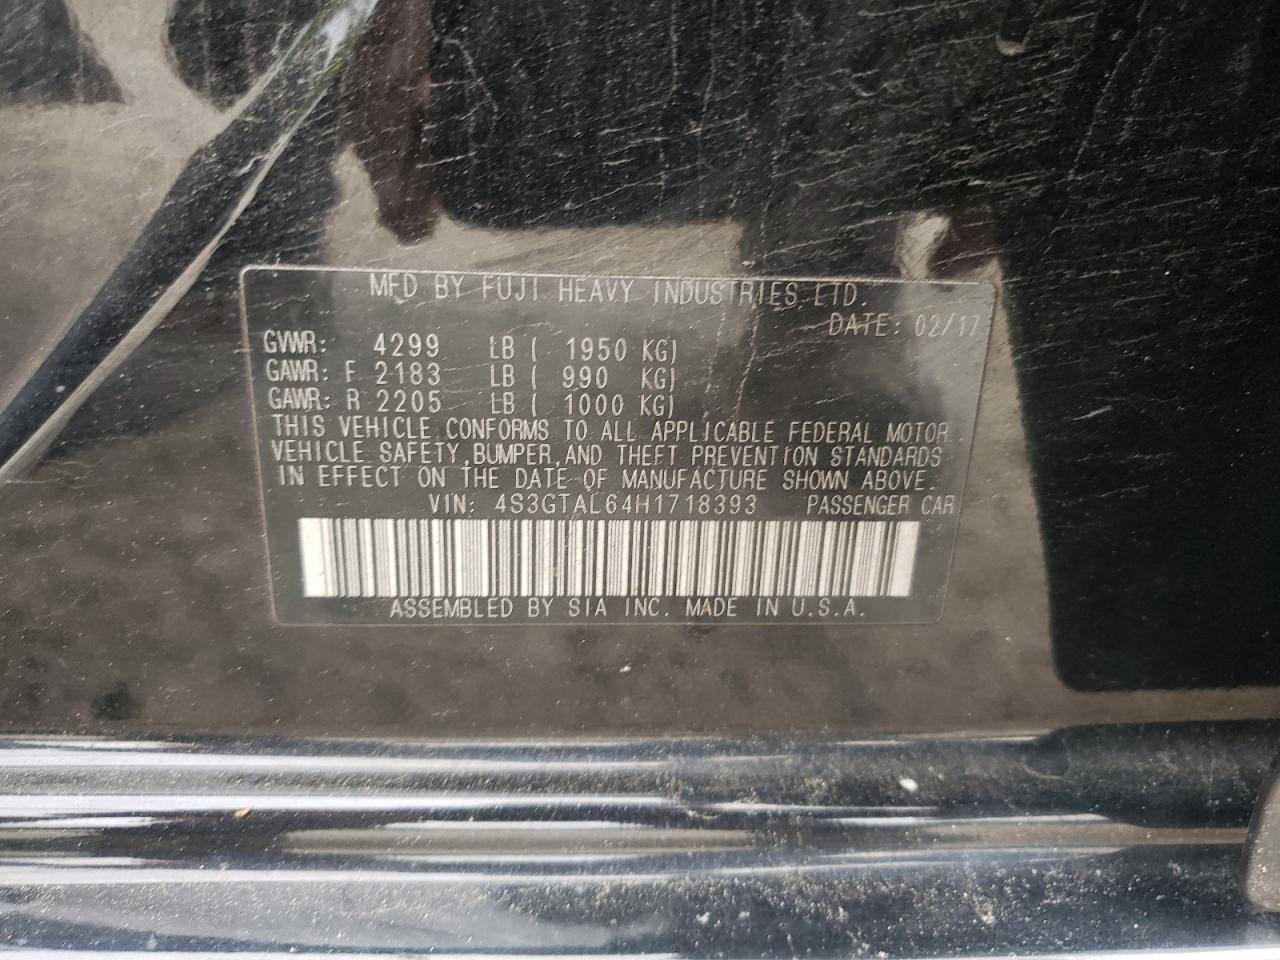 MFD BY FUJI HEAVY INDUSTRIES LTD.
DATE: 02/17
GVWR: 4299 LB ( 1950 KG)
GAWR: F 2183 LB ( 990 KG)
GAWR: R 2205 LB ( 1000 KG)
THIS VEHICLE CONFORMS TO ALL APPLICABLE FEDERAL MOTOR
VEHICLE SAFETY, BUMPER, AND THEFT PREVENTION STANDARDS
IN EFFECT ON THE DATE OF MANUFACTURE SHOWN ABOVE.
VIN: 4S3GTAL64H1718393 PASSENGER CAR
ASSEMBLED BY SIA INC. MADE IN U.S.A.